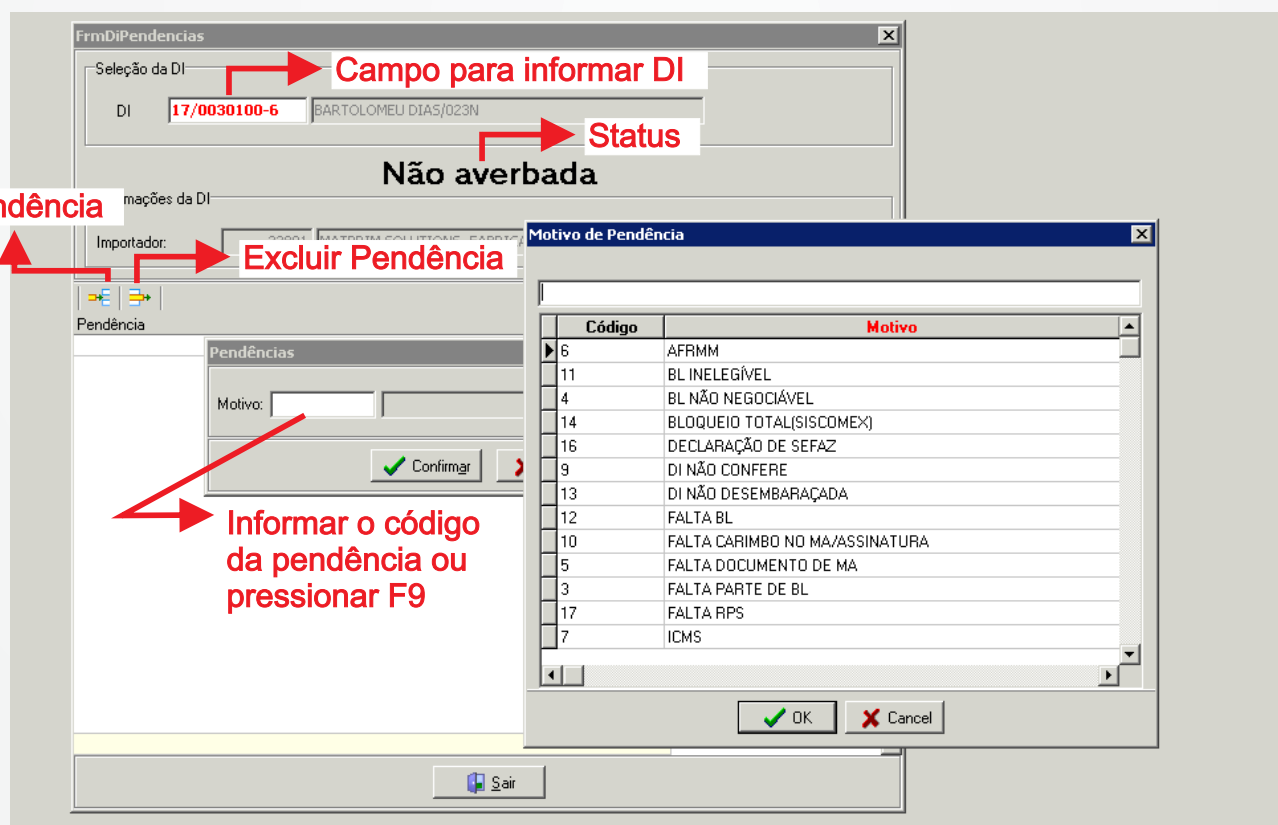 FrmDiPendencias
Seleção da DI
Campo para informar DI
DI 17/0030100-6 BARTOLOMEU DIAS/023N
Status
Não averbada
ndência
mações da DI
Importador:
Excluir Pendência
Pendência
Pendências
Motivo:
Confirmar
Informar o código
da pendência ou
pressionar F9
Sair
Motivo de Pendência
Código Motivo
6 AFRMM
11 BL INELEGÍVEL
4 BL NÃO NEGOCIÁVEL
14 BLOQUEIO TOTAL(SISCOMEX)
16 DECLARAÇÃO DE SEFAZ
9 DI NÃO CONFERE
13 DI NÃO DESEMBARAÇADA
12 FALTA BL
10 FALTA CARIMBO NO MA/ASSINATURA
5 FALTA DOCUMENTO DE MA
3 FALTA PARTE DE BL
17 FALTA RPS
7 ICMS
OK Cancel